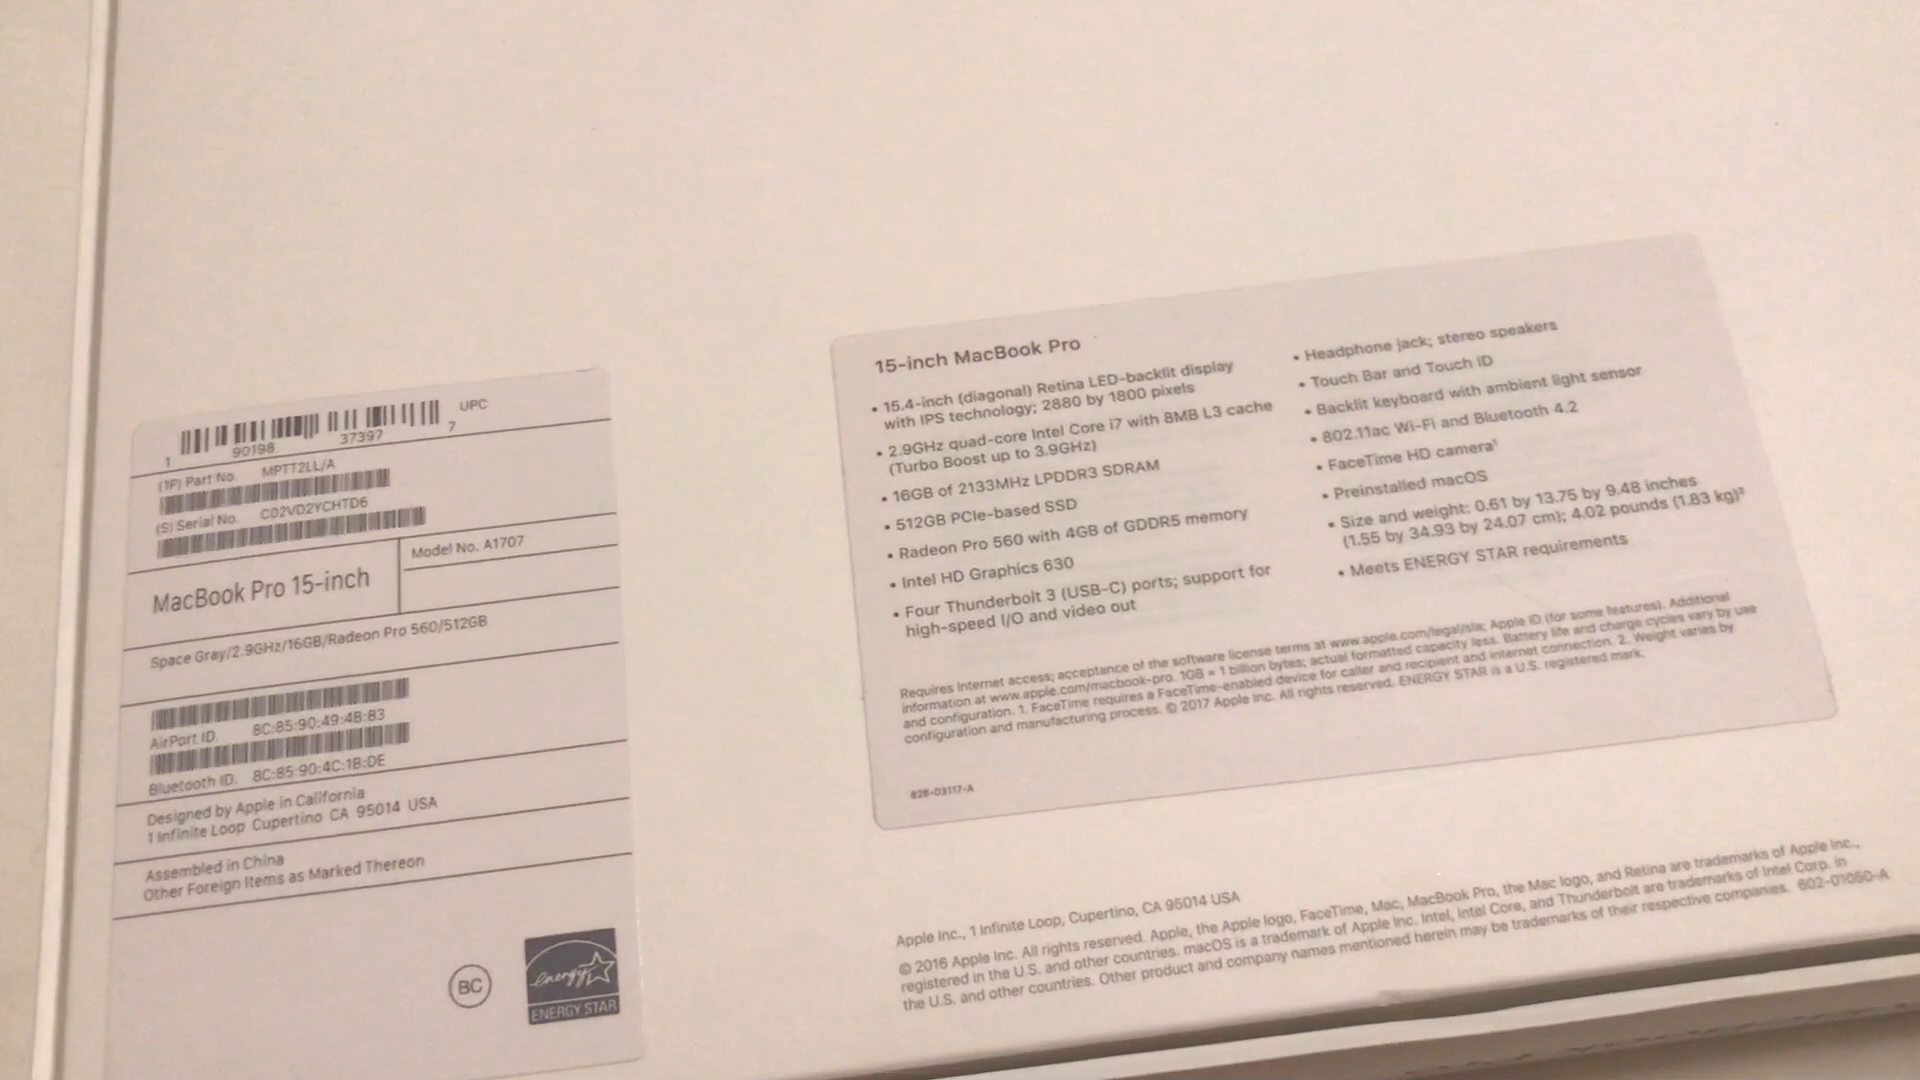 UPC
1 90198 37397 7
(1P) Part No. MPTT2LL/A
(S) Serial No. C02VD2YCHTD6
MacBook Pro 15-inch
Model No. A1707
Space Gray/2.9GHz/16GB/Radeon Pro 560/512GB
AirPort ID. 8C:85:90:49:4B:83
Bluetooth ID. 8C:85:90:4C:1B:DE
Designed by Apple in California
1 Infinite Loop Cupertino CA 95014 USA
Assembled in China
Other Foreign Items as Marked Thereon
BC
energy
ENERGY STAR
15-inch MacBook Pro
• 15.4-inch (diagonal) Retina LED-backlit display
with IPS technology; 2880 by 1800 pixels
• 2.9GHz quad-core Intel Core i7 with 8MB L3 cache
(Turbo Boost up to 3.9GHz)
• 16GB of 2133MHz LPDDR3 SDRAM
• 512GB PCIe-based SSD
• Radeon Pro 560 with 4GB of GDDR5 memory
• Intel HD Graphics 630
• Four Thunderbolt 3 (USB-C) ports; support for
high-speed I/O and video out
• Headphone jack; stereo speakers
• Touch Bar and Touch ID
• Backlit keyboard with ambient light sensor
• 802.11ac Wi-Fi and Bluetooth 4.2
• FaceTime HD camera¹
• Preinstalled macOS
• Size and weight: 0.61 by 13.75 by 9.48 inches
(1.55 by 34.93 by 24.07 cm); 4.02 pounds (1.83 kg)²
• Meets ENERGY STAR requirements
Requires Internet access; acceptance of the software license terms at www.apple.com/legal/sla; Apple ID (for some features). Additional
information at www.apple.com/macbook-pro. 1GB = 1 billion bytes; actual formatted capacity less. Battery life and charge cycles vary by use
and configuration. 1. FaceTime requires a FaceTime-enabled device for caller and recipient and internet connection. 2. Weight varies by
configuration and manufacturing process. © 2017 Apple Inc. All rights reserved. ENERGY STAR is a U.S. registered mark.
826-03117-A
Apple Inc., 1 Infinite Loop, Cupertino, CA 95014 USA
© 2016 Apple Inc. All rights reserved. Apple, the Apple logo, FaceTime, Mac, MacBook Pro, the Mac logo, and Retina are trademarks of Apple Inc.,
registered in the U.S. and other countries. macOS is a trademark of Apple Inc. Intel, Intel Core, and Thunderbolt are trademarks of Intel Corp. in
the U.S. and other countries. Other product and company names mentioned herein may be trademarks of their respective companies. 602-01060-A